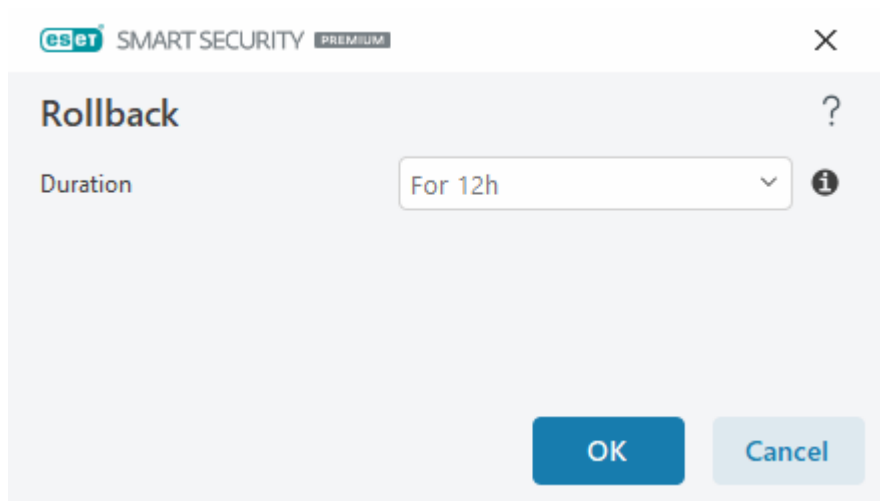 eset SMART SECURITY PREMIUM
Rollback ?
Duration For 12h
OK Cancel